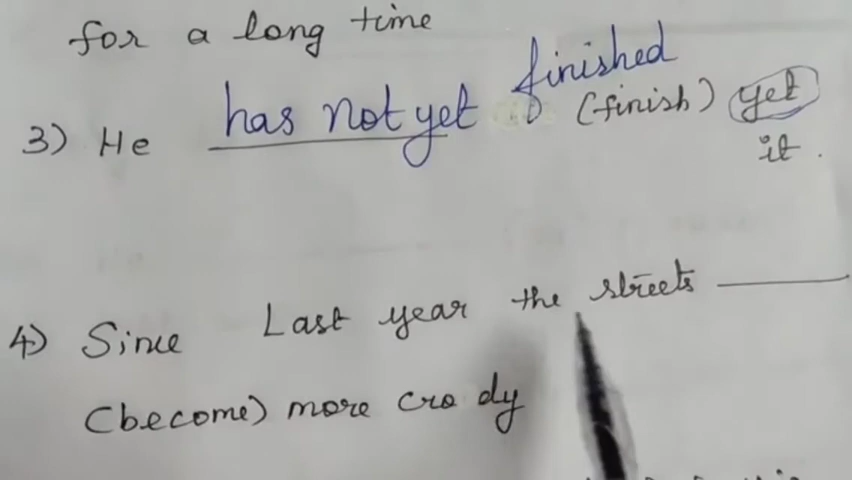 for a long time
3) He has not yet finished (finish) yet
it.
4) Since Last year the streets ———
(become) more cro dy